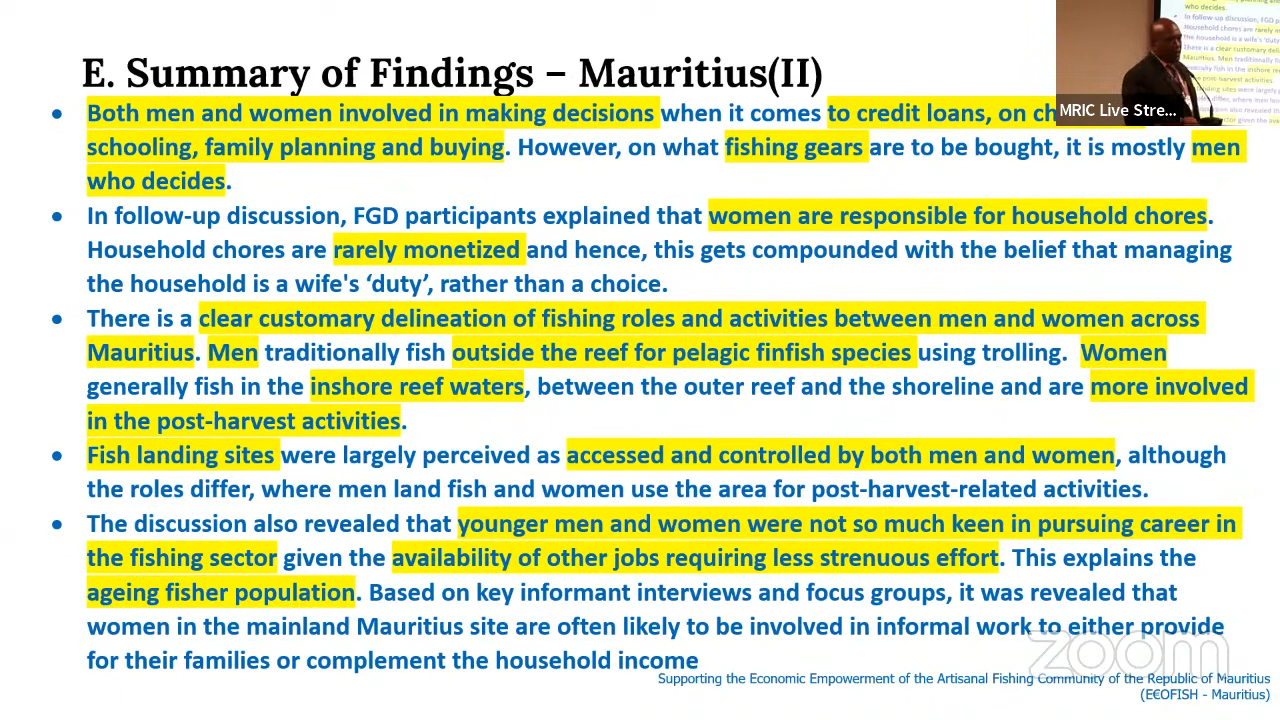 E. Summary of Findings – Mauritius(II)
• Both men and women involved in making decisions when it comes to credit loans, on
schooling, family planning and buying. However, on what fishing gears are to be bought, it is mostly men
who decides.
• In follow-up discussion, FGD participants explained that women are responsible for household chores.
Household chores are rarely monetized and hence, this gets compounded with the belief that managing
the household is a wife's ‘duty’, rather than a choice.
• There is a clear customary delineation of fishing roles and activities between men and women across
Mauritius. Men traditionally fish outside the reef for pelagic finfish species using trolling. Women
generally fish in the inshore reef waters, between the outer reef and the shoreline and are more involved
in the post-harvest activities.
• Fish landing sites were largely perceived as accessed and controlled by both men and women, although
the roles differ, where men land fish and women use the area for post-harvest-related activities.
• The discussion also revealed that younger men and women were not so much keen in pursuing career in
the fishing sector given the availability of other jobs requiring less strenuous effort. This explains the
ageing fisher population. Based on key informant interviews and focus groups, it was revealed that
women in the mainland Mauritius site are often likely to be involved in informal work to either provide
for their families or complement the household income
Supporting the Economic Empowerment of the Artisanal Fishing Community of the Republic of Mauritius
(E€OFISH - Mauritius)
zoom
MRIC Live Stre...